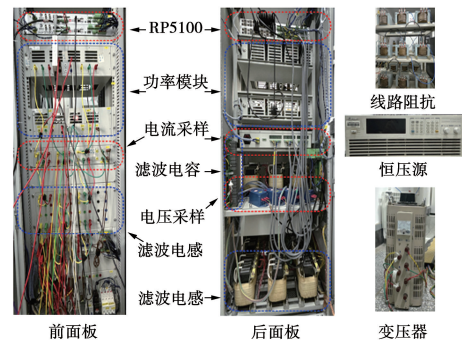 RP5100
功率模块
电流采样
滤波电容
电压采样
滤波电感
滤波电感
前面板
后面板
线路阻抗
恒压源
变压器